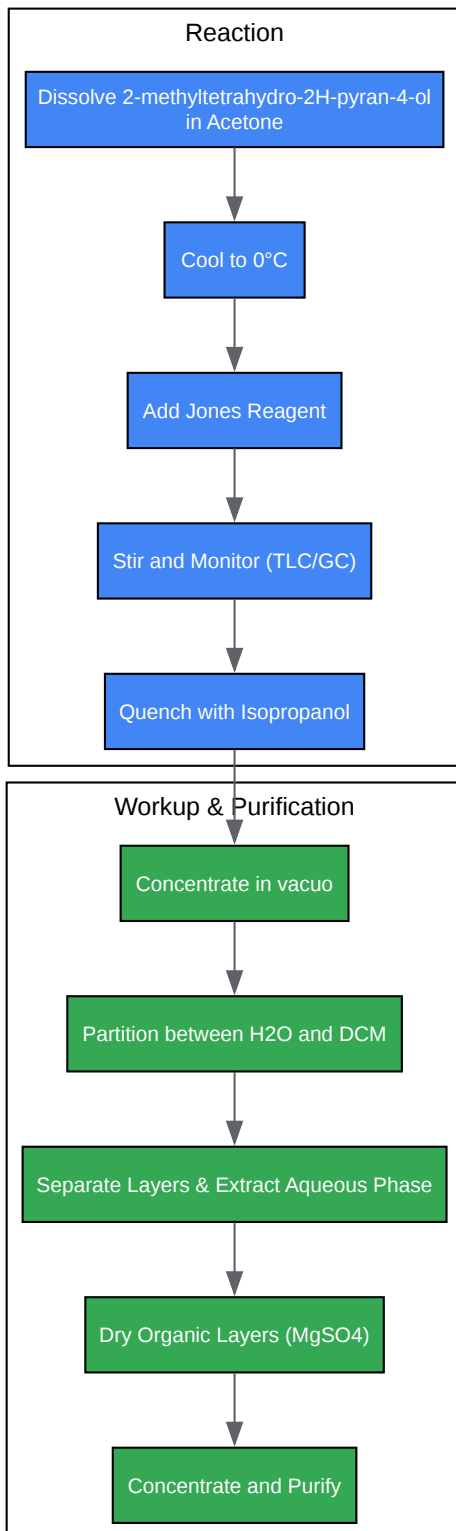 Reaction
Dissolve 2-methyltetrahydro-2H-pyran-4-ol
in Acetone
Cool to 0°C
Add Jones Reagent
Stir and Monitor (TLC/GC)
Quench with Isopropanol
Workup & Purification
Concentrate in vacuo
Partition between H2O and DCM
Separate Layers & Extract Aqueous Phase
Dry Organic Layers (MgSO4)
Concentrate and Purify